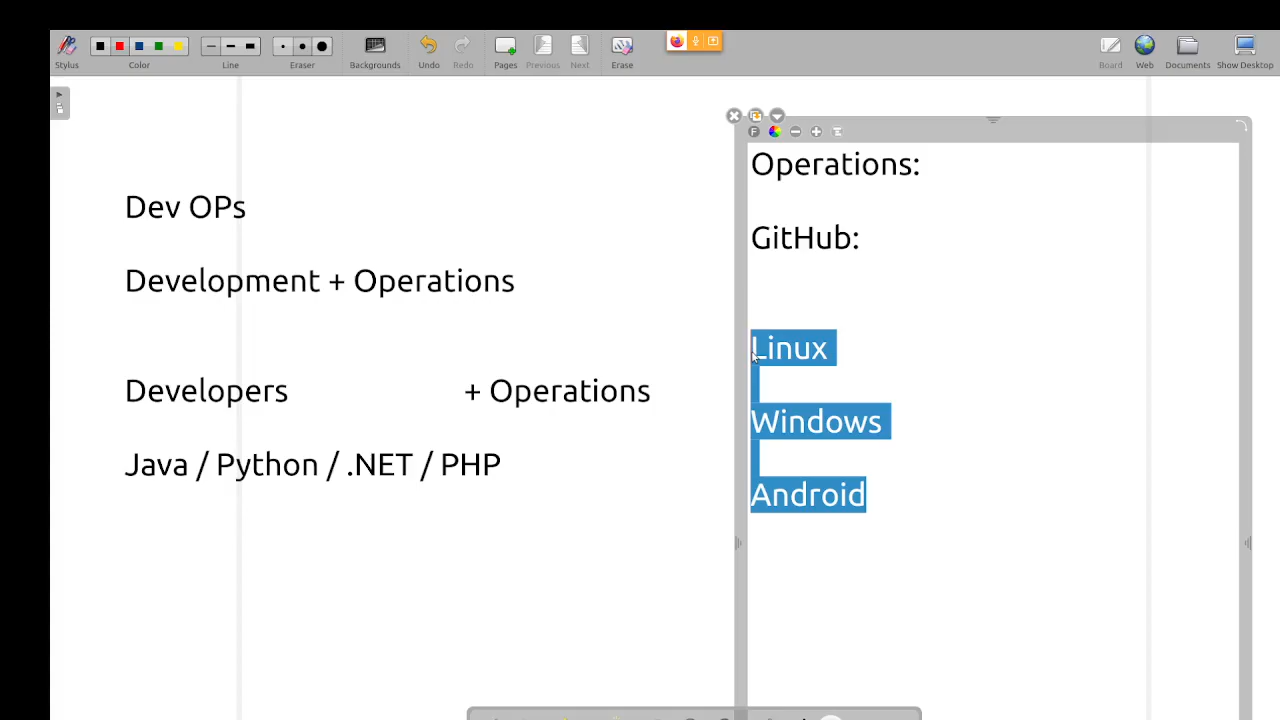 Stylus
Color
Line
Eraser
Backgrounds
Undo
Redo
Pages
Previous
Next
Erase
Board
Web
Documents
Show Desktop
Dev OPs
Development + Operations
Developers + Operations
Java / Python / .NET / PHP
F
Operations:
GitHub:
Linux
Windows
Android